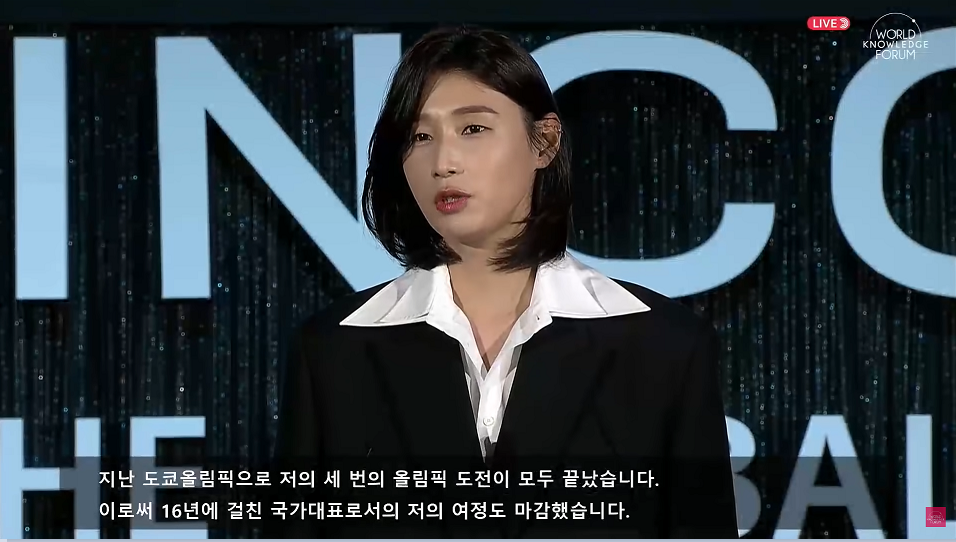 LIVE
WORLD
KNOWLEDGE
FORUM
INCO
HE BAL
지난 도쿄올림픽으로 저의 세 번의 올림픽 도전이 모두 끝났습니다.
이로써 16년에 걸친 국가대표로서의 저의 여정도 마감했습니다.